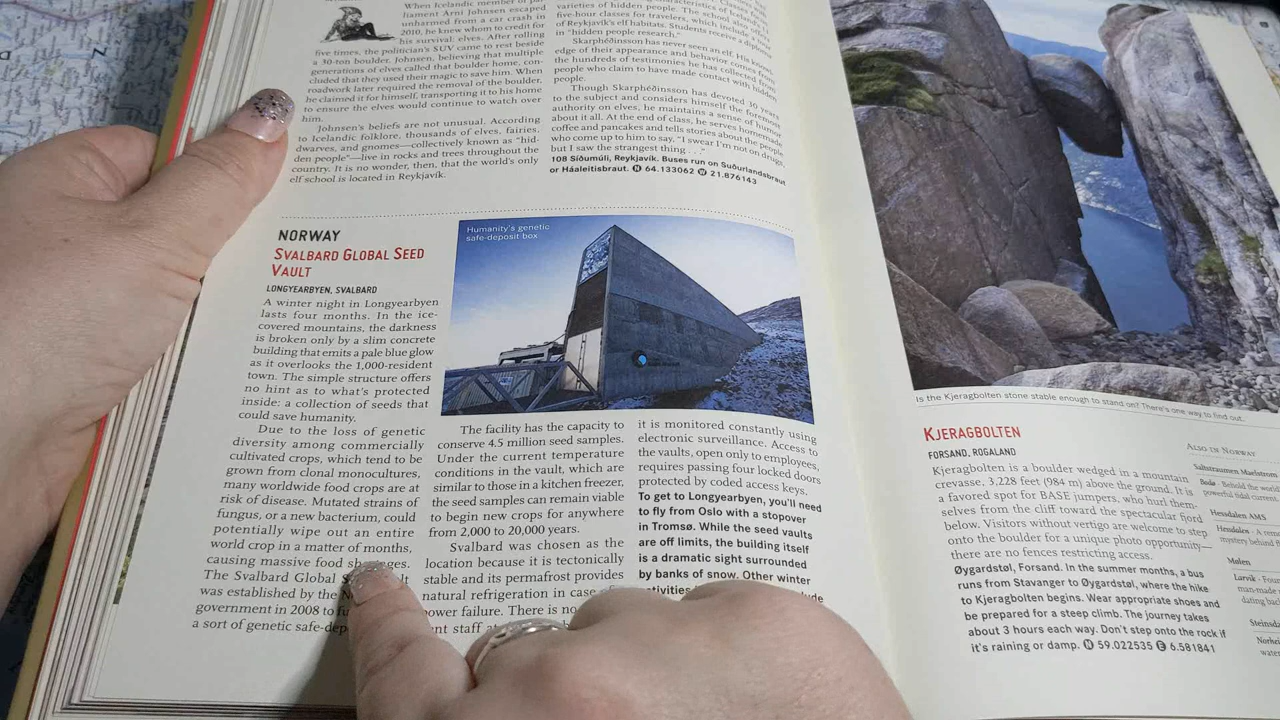 When Icelandic member of par-
liament Árni Johnsen escaped
unharmed from a car crash in
2010, he knew whom to credit for
his survival: elves. After rolling
five times, the politician's SUV came to rest beside
a 30-ton boulder. Johnsen, believing that multiple
generations of elves called that boulder home, con-
cluded that they used their magic to save him. When
roadwork later required the removal of the boulder,
he claimed it for himself, transporting it to his home
to ensure the elves would continue to watch over
him.
Johnsen's beliefs are not unusual. According
to Icelandic folklore, thousands of elves, fairies,
dwarves, and gnomes—collectively known as "hid-
den people"—live in rocks and trees throughout the
country. It is no wonder, then, that the world's only
elf school is located in Reykjavík.
varieties of hidden people. The school also
five-hour classes for travelers, which include
of Reykjavík's elf habitats. Students receive a diploma
in "hidden people research."
Skarphéðinsson has never seen an elf. His knowl-
edge of their appearance and behavior comes from
the hundreds of testimonies he has collected from
people who claim to have made contact with hidden
people.
Though Skarphéðinsson has devoted 30 years
to the subject and considers himself the foremost
authority on elves, he maintains a sense of humor
about it all. At the end of class, he serves homemade
coffee and pancakes and tells stories about the people
who come up to him to say, "I swear I'm not on drugs,
but I saw the strangest thing . . ."
108 Síðumúli, Reykjavík. Buses run on Suðurlandsbraut
or Háaleitisbraut. N 64.133062 W 21.876143
NORWAY
SVALBARD GLOBAL SEED
VAULT
LONGYEARBYEN, SVALBARD
A winter night in Longyearbyen
lasts four months. In the ice-
covered mountains, the darkness
is broken only by a slim concrete
building that emits a pale blue glow
as it overlooks the 1,000-resident
town. The simple structure offers
no hint as to what's protected
inside: a collection of seeds that
could save humanity.
Due to the loss of genetic
diversity among commercially
cultivated crops, which tend to be
grown from clonal monocultures,
many worldwide food crops are at
risk of disease. Mutated strains of
fungus, or a new bacterium, could
potentially wipe out an entire
world crop in a matter of months,
causing massive food
The Svalbard Global
was established by the
government in 2008 to
a sort of genetic
Humanity's genetic
safe-deposit box
The facility has the capacity to
conserve 4.5 million seed samples.
Under the current temperature
conditions in the vault, which are
similar to those in a kitchen freezer,
the seed samples can remain viable
to begin new crops for anywhere
from 2,000 to 20,000 years.
Svalbard was chosen as the
location because it is tectonically
stable and its permafrost provides
natural refrigeration in case
power failure. There is no
staff
it is monitored constantly using
electronic surveillance. Access to
the vaults, open only to employees,
requires passing four locked doors
protected by coded access keys.
To get to Longyearbyen, you'll need
to fly from Oslo with a stopover
in Tromsø. While the seed vaults
are off limits, the building itself
is a dramatic sight surrounded
by banks of snow. Other winter
Is the Kjeragbolten stone stable enough to stand on? There's one way to find out.
KJERAGBOLTEN
FORSAND, ROGALAND
Kjeragbolten is a boulder wedged in a mountain
crevasse, 3,228 feet (984 m) above the ground. It is
a favored spot for BASE jumpers, who hurl them-
selves from the cliff toward the spectacular fjord
below. Visitors without vertigo are welcome to step
onto the boulder for a unique photo opportunity—
there are no fences restricting access.
Øygardstøl, Forsand. In the summer months, a bus
runs from Stavanger to Øygardstøl, where the hike
to Kjeragbolten begins. Wear appropriate shoes and
be prepared for a steep climb. The journey takes
about 3 hours each way. Don't step onto the rock if
it's raining or damp. N 59.022535 E 6.581841
ALSO IN NORWAY
Saltstraumen Maelstrom
Bodø · Behold the world
powerful tidal current
Hessdalen AMS
Hessdalen · A
mystery behind
Mølen
Larvik ·
man-made
dating back